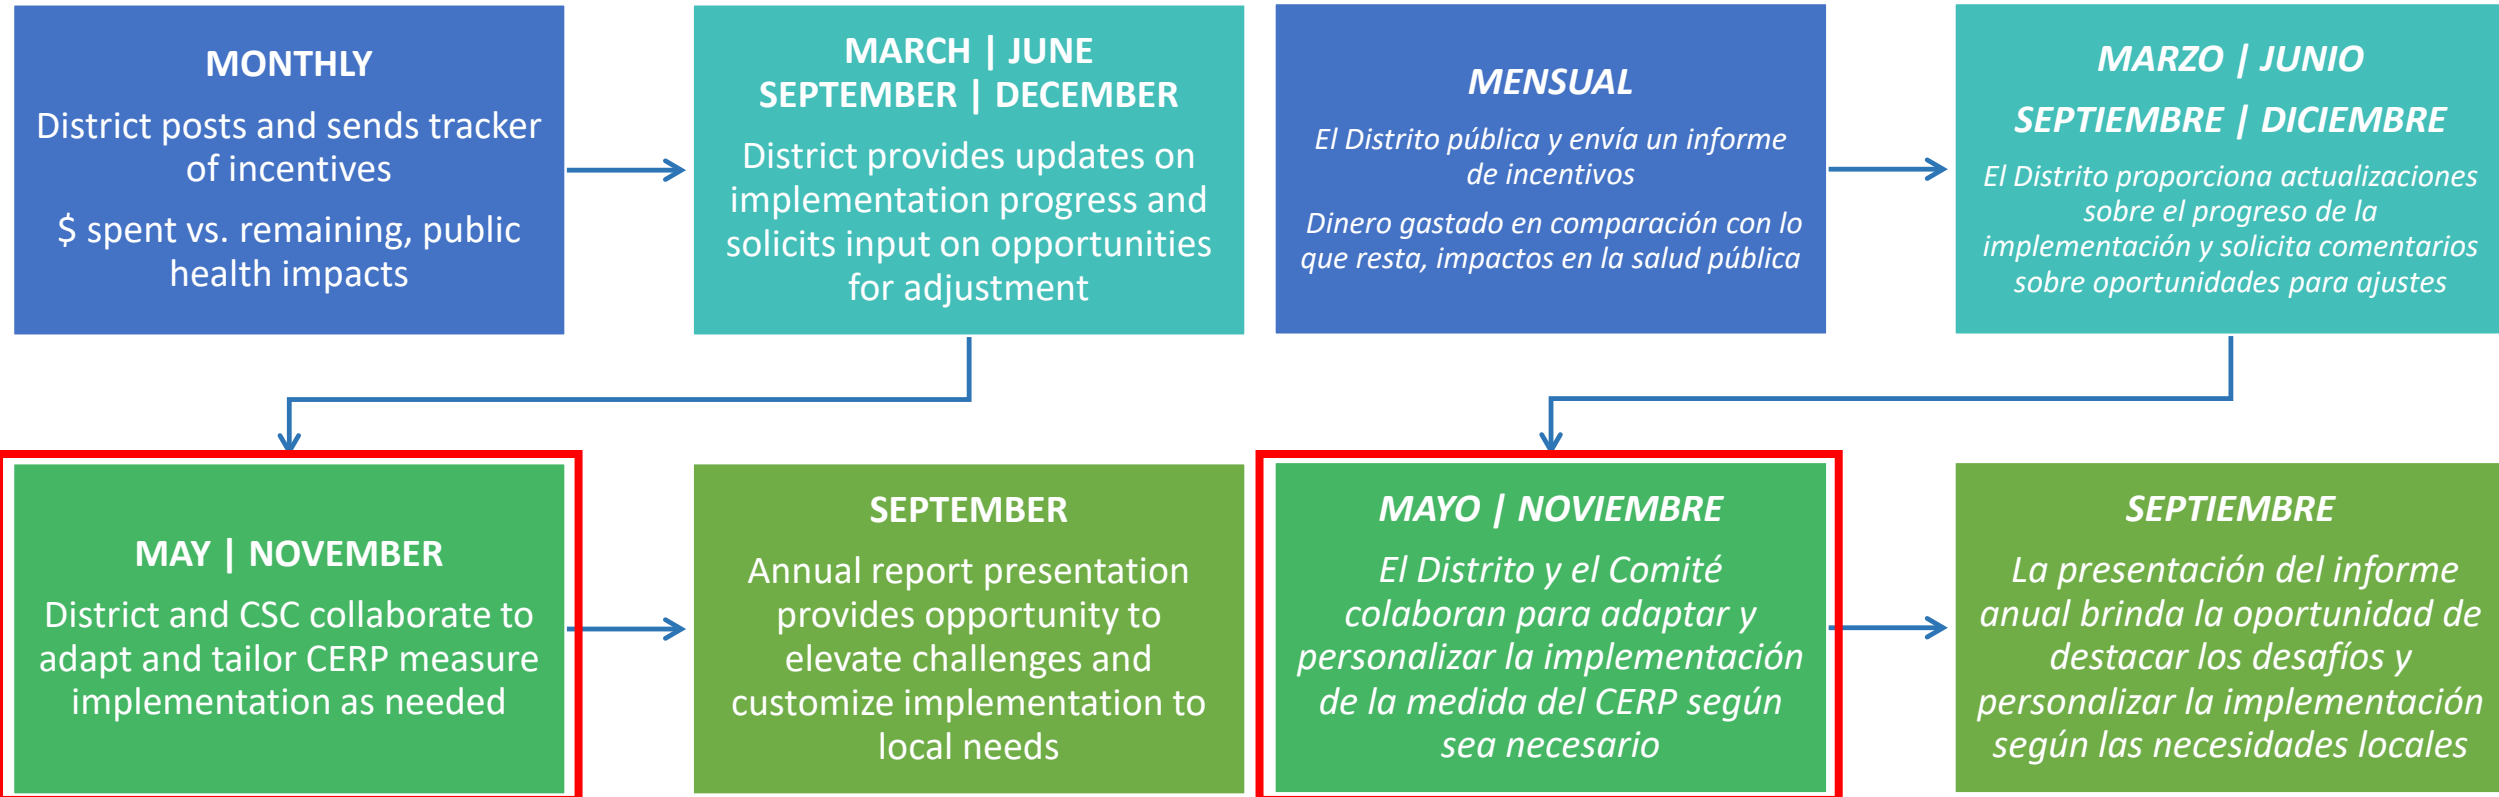 MONTHLY
District posts and sends tracker
of incentives
$ spent vs. remaining, public
health impacts
MARCH | JUNE
SEPTEMBER | DECEMBER
District provides updates on
implementation progress and
solicits input on opportunities
for adjustment
MAY | NOVEMBER
District and CSC collaborate to
adapt and tailor CERP measure
implementation as needed
SEPTEMBER
Annual report presentation
provides opportunity to
elevate challenges and
customize implementation to
local needs
MENSUAL
El Distrito pública y envía un informe
de incentivos
Dinero gastado en comparación con lo
que resta, impactos en la salud pública
MARZO | JUNIO
SEPTIEMBRE | DICIEMBRE
El Distrito proporciona actualizaciones
sobre el progreso de la
implementación y solicita comentarios
sobre oportunidades para ajustes
MAYO | NOVIEMBRE
El Distrito y el Comité
colaboran para adaptar y
personalizar la implementación
de la medida del CERP según
sea necesario
SEPTIEMBRE
La presentación del informe
anual brinda la oportunidad de
destacar los desafíos y
personalizar la implementación
según las necesidades locales